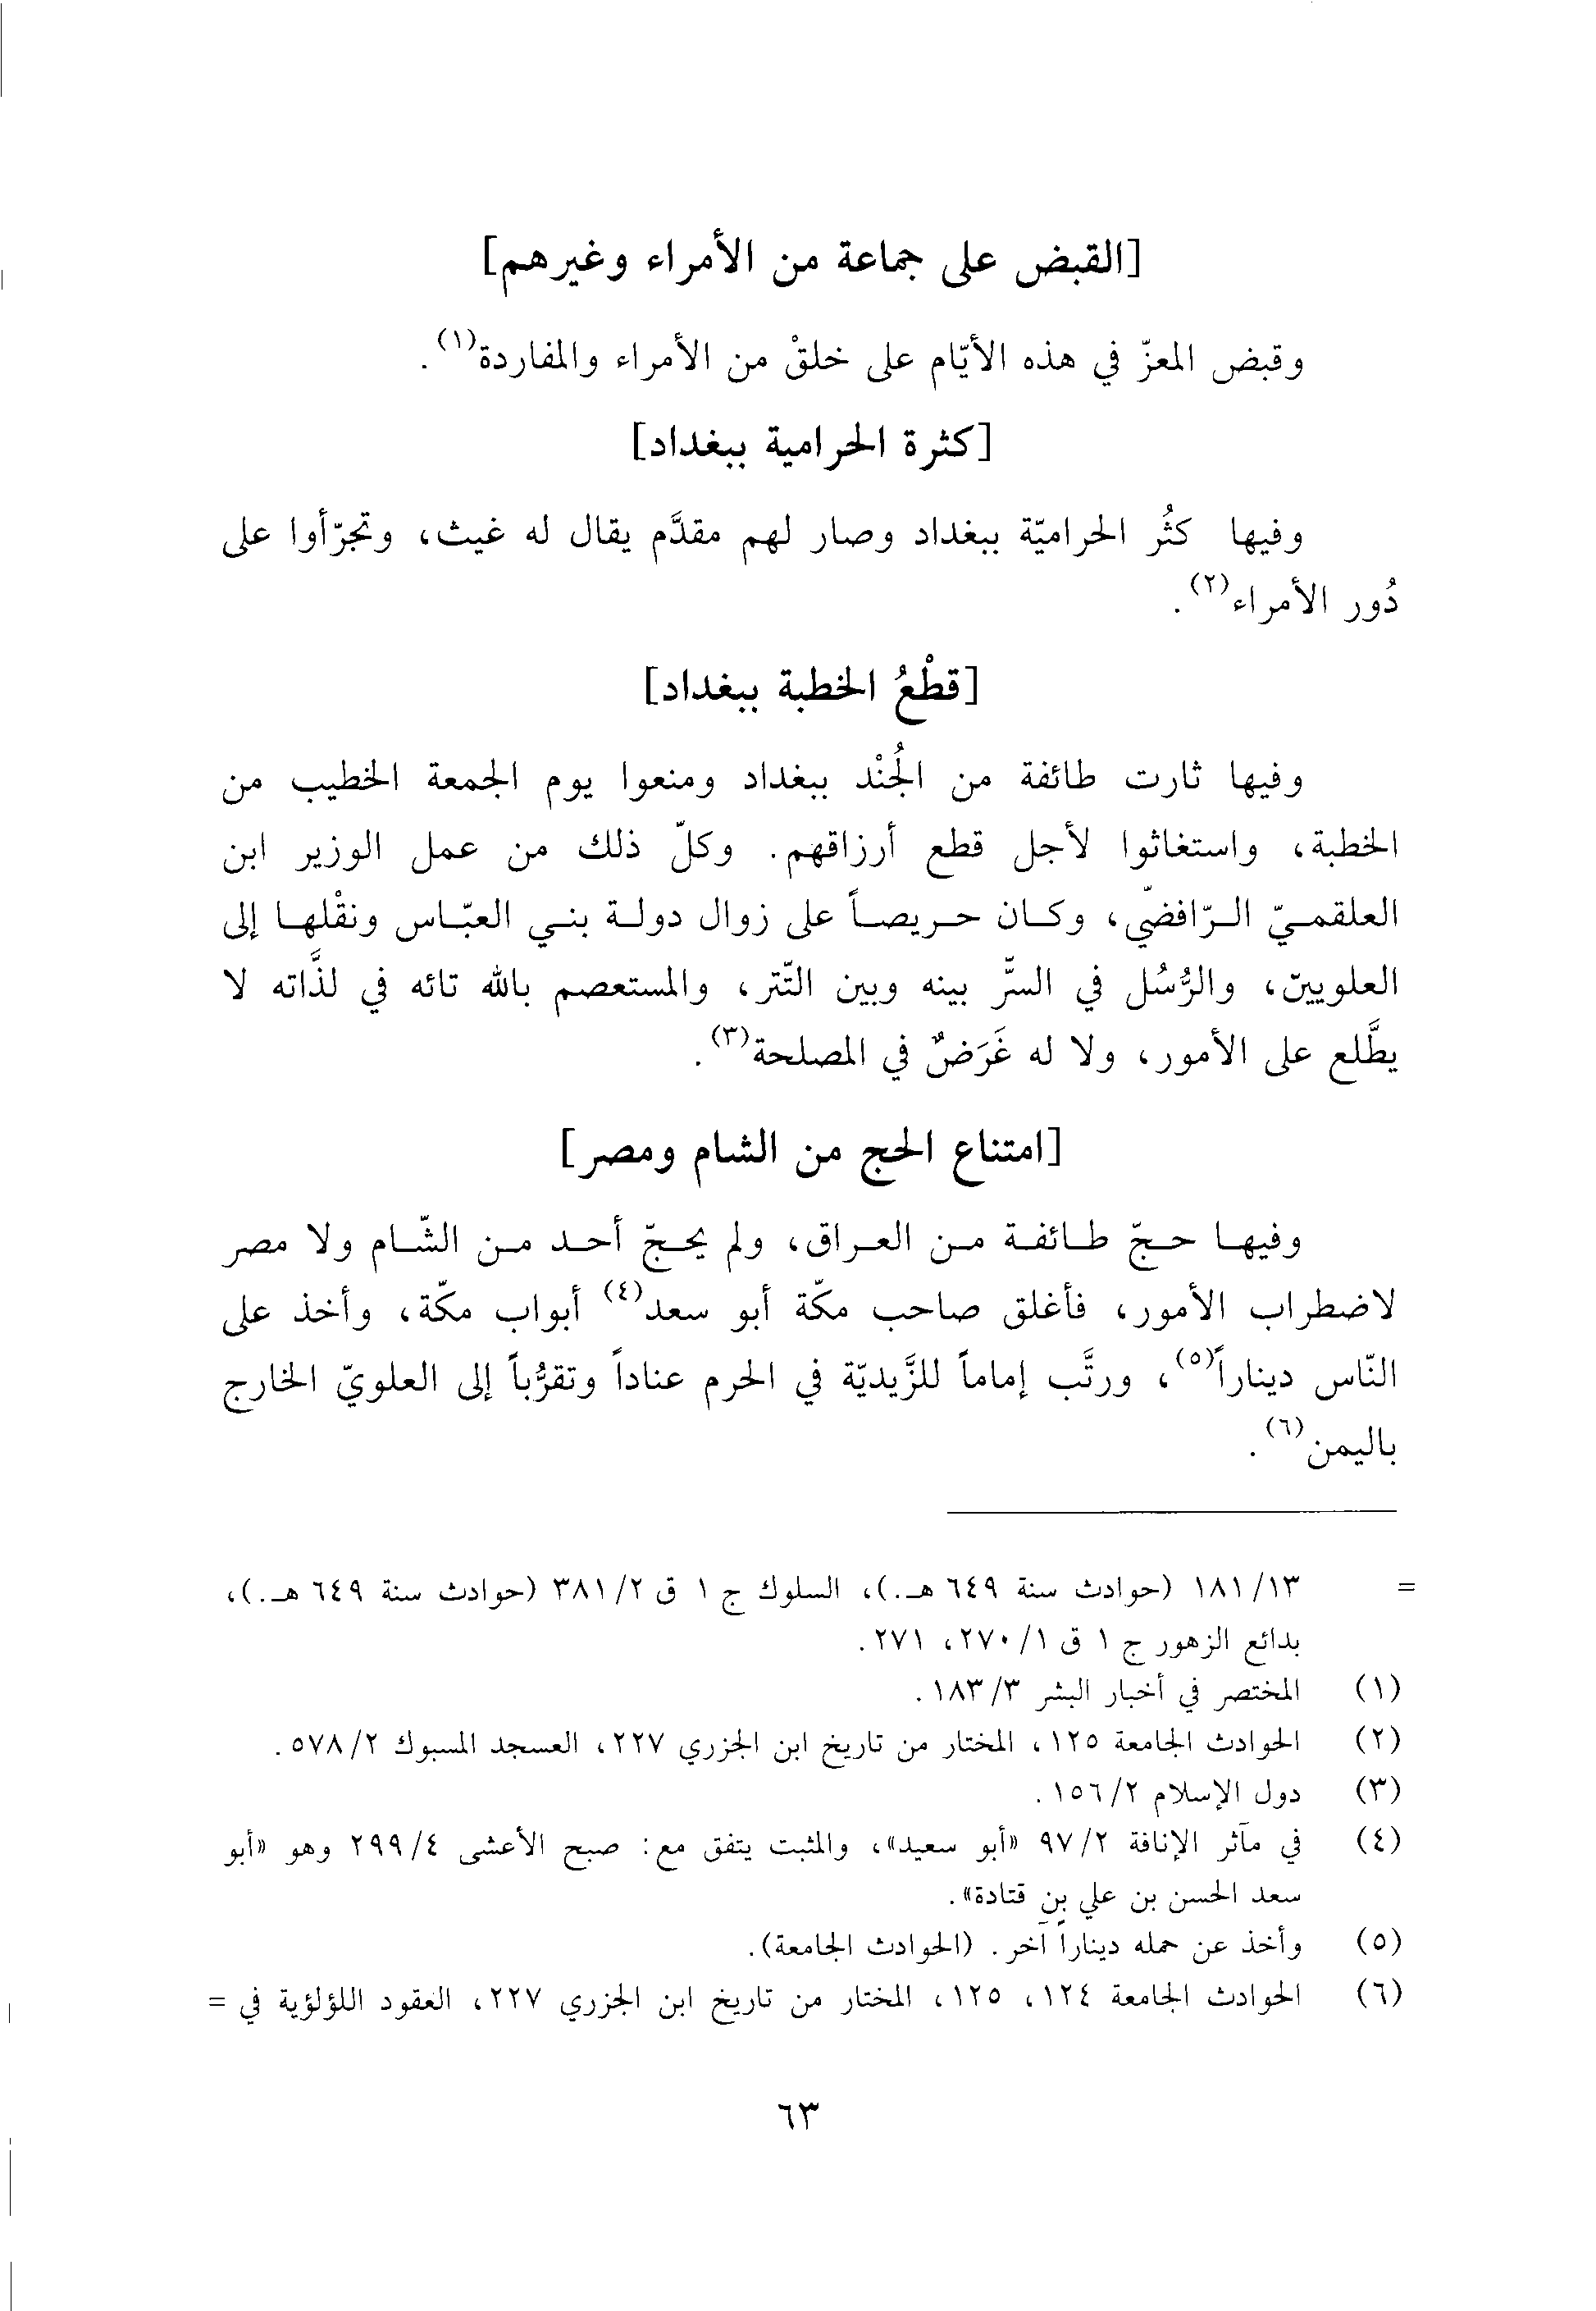 [القبض على جماعة من الأمراء وغيرهم]
وقبض المعزّ في هذه الأيّام على خلقْ من الأمراء والمفاردة(١).
[كثرة الحرامية ببغداد]
وفيها كثُر الحراميّة ببغداد وصار لهم مقدَّم يقال له غيث، وتجرّأوا على
دُور الأمراء(٢).
[قطْعُ الخطبة ببغداد]
وفيها ثارت طائفة من الجُنْد ببغداد ومنعوا يوم الجمعة الخطيب من
الخطبة، واستغاثوا لأجل قطع أرزاقهم. وكلّ ذلك من عمل الوزير ابن
العلقميّ الرّافضّي، وكان حريصاً على زوال دولة بني العبّاس ونقْلها إلى
العلويينّ، والرُّسُل في السرّّ بينه وبين التّتر، والمستعصم بالله تائه في لذَّاته لا
يطَّلع على الأمور، ولا له غَرَضٌ في المصلحة(٣).
[امتناع الحج من الشام ومصر]
وفيها حجّ طائفة من العراق، ولم يحجّ أحد من الشّام ولا مصر
لاضطراب الأمور، فأغلق صاحب مكّة أبو سعد(٤) أبواب مكّة، وأخذ على
النّاس ديناراً(٥)، ورتَّب إماماً للزَّيديّة في الحرم عناداً وتقرُّباً إلى العلويّ الخارج
باليمن(٦).
= ١٨١/١٣ (حوادث سنة ٦٤٩ هـ.)، السلوك ج ١ ق ٣٨١/٢ (حوادث سنة ٦٤٩ هـ.)،
بدائع الزهور ج ١ ق ٢٧٠/١، ٢٧١.
(١) المختصر في أخبار البشر ١٨٣/٣.
(٢) الحوادث الجامعة ١٢٥، المختار من تاريخ ابن الجزري ٢٢٧، العسجد المسبوك ٥٧٨/٢.
(٣) دول الإسلام ١٥٦/٢.
(٤) في مآثر الإنافة ٩٧/٢ «أبو سعيد»، والمثبت يتفق مع: صبح الأعشى ٢٩٩/٤ وهو «أبو
سعد الحسن بن علي بن قتادة».
(٥) وأخذ عن حمله ديناراً آخر. (الحوادث الجامعة).
(٦) الحوادث الجامعة ١٢٤، ١٢٥، المختار من تاريخ ابن الجزري ٢٢٧، العقود اللؤلؤية في =
٦٣